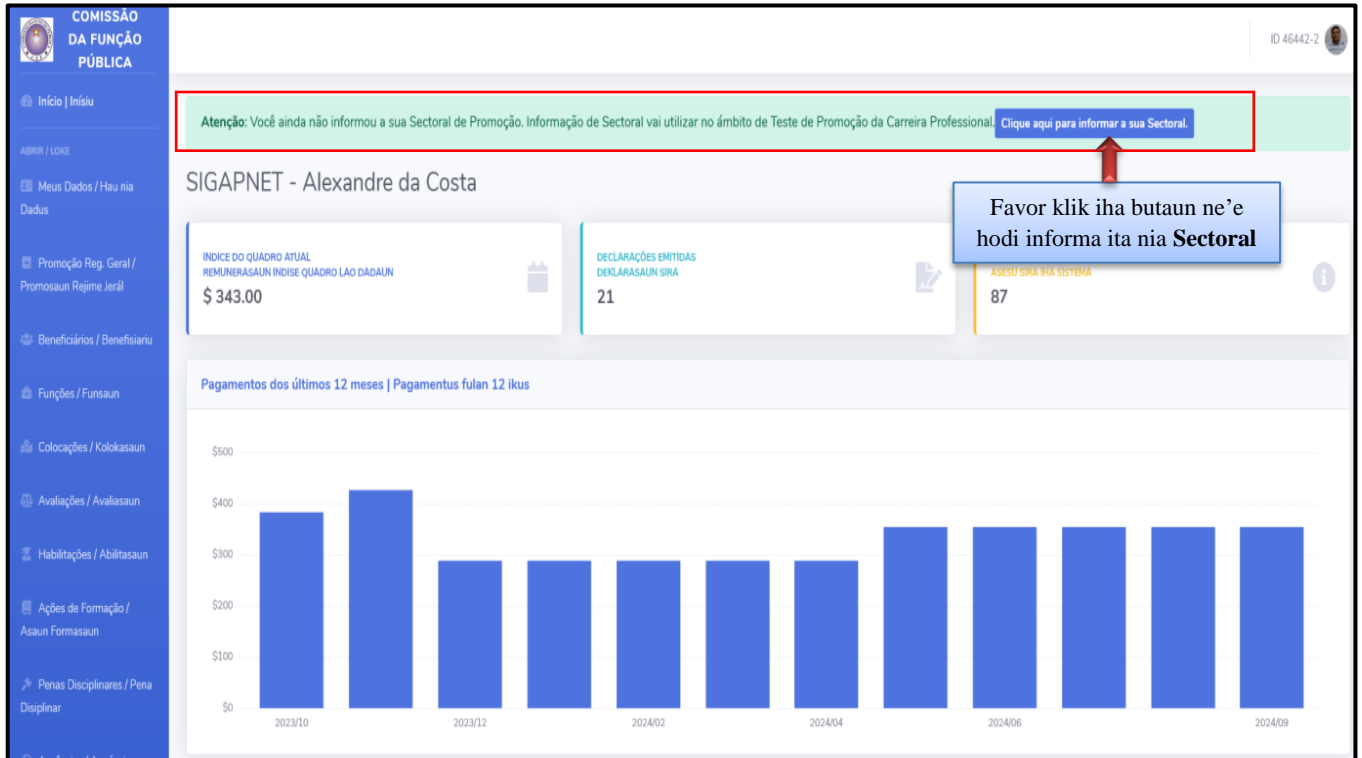 COMISSÃO
DA FUNÇÃO
PÚBLICA
ID 46442-2
Início | Inísiu
ABRIR / LOKE
Meus Dados / Hau nia
Dadus
Promoção Reg. Geral /
Promosaun Rejime Jerál
Beneficiários / Benefisiariu
Funções / Funsaun
Colocações / Kolokasaun
Avaliações / Avaliasaun
Habilitações / Abilitasaun
Ações de Formação /
Asaun Formasaun
Penas Disciplinares / Pena
Disiplinar
Atenção: Você ainda não informou a sua Sectoral de Promoção. Informação de Sectoral vai utilizar no ámbito de Teste de Promoção da Carreira Professional. Clique aqui para informar a sua Sectoral.
SIGAPNET - Alexandre da Costa
Favor klik iha butaun ne'e
hodi informa ita nia Sectoral
INDICE DO QUADRO ATUAL
REMUNERASAUN INDISE QUADRO LAO DADAUN
$ 343.00
DECLARAÇÕES EMITIDAS
DEKLARASAUN SIRA
21
ASESU SIRA IHA SISTEMA
87
Pagamentos dos últimos 12 meses | Pagamentus fulan 12 ikus
$500
$400
$300
$200
$100
$0
2023/10 2023/12 2024/02 2024/04 2024/06 2024/09